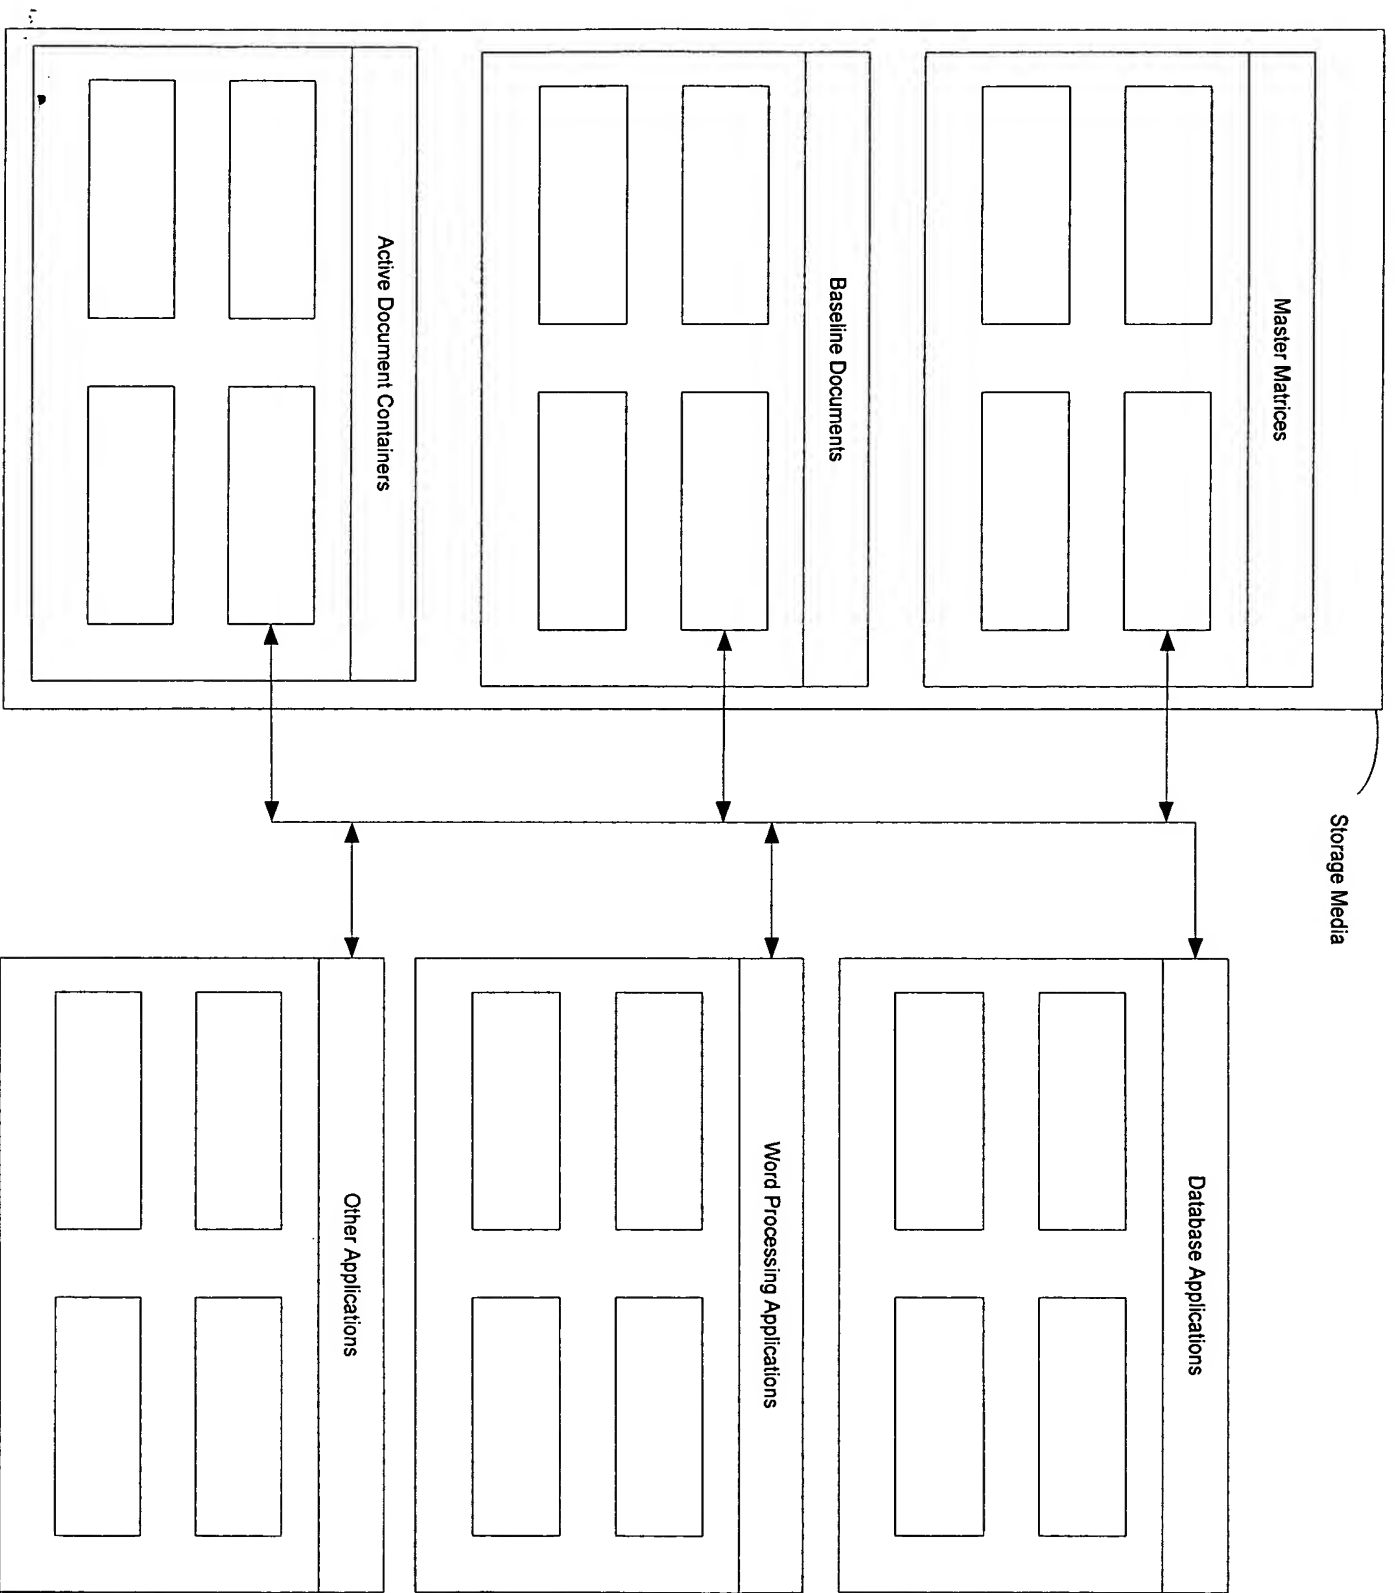 Master Matrices
Baseline Documents
Active Document Containers
Storage Media
Database Applications
Word Processing Applications
Other Applications